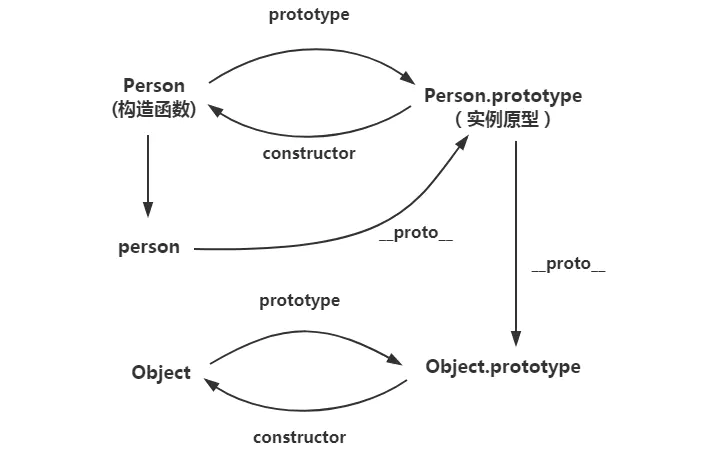 prototype
Person
(构造函数)
Person.prototype
（实例原型）
constructor
person
__proto__
__proto__
prototype
Object
Object.prototype
constructor